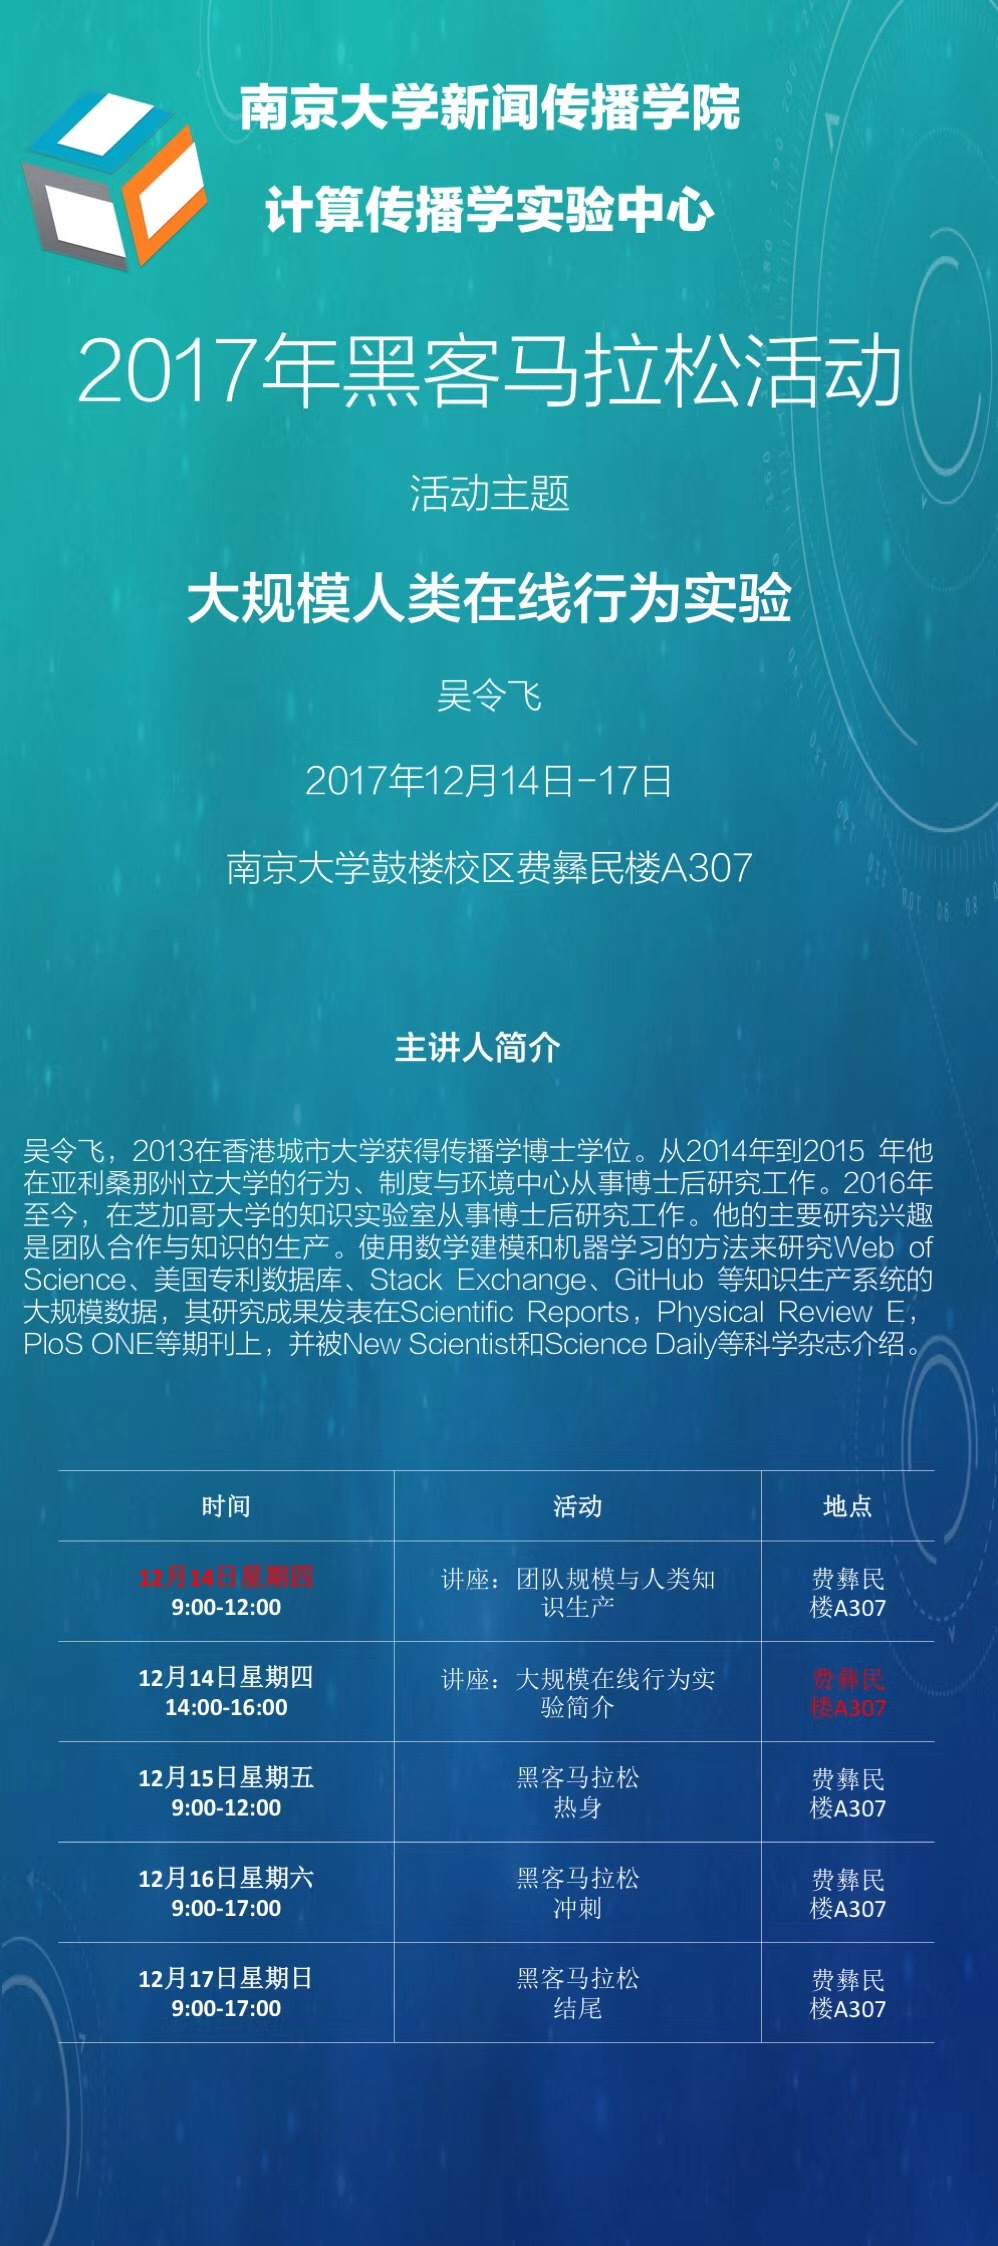 南京大学新闻传播学院
计算传播学实验中心
2017年黑客马拉松活动
活动主题
大规模人类在线行为实验
吴令飞
2017年12月14日-17日
南京大学鼓楼校区费彝民楼A307
主讲人简介
吴令飞，2013在香港城市大学获得传播学博士学位。从2014年到2015 年他
在亚利桑那州立大学的行为、制度与环境中心从事博士后研究工作。2016年
至今，在芝加哥大学的知识实验室从事博士后研究工作。他的主要研究兴趣
是团队合作与知识的生产。使用数学建模和机器学习的方法来研究Web of
Science、美国专利数据库、Stack Exchange、GitHub 等知识生产系统的
大规模数据，其研究成果发表在Scientific Reports，Physical Review E，
PloS ONE等期刊上，并被New Scientist和Science Daily等科学杂志介绍。
时间 活动 地点
12月14日星期四 讲座：团队规模与人类知 费彝民
9:00-12:00 识生产 楼A307
12月14日星期四 讲座：大规模在线行为实 费彝民
14:00-16:00 验简介 楼A307
12月15日星期五 黑客马拉松 费彝民
9:00-12:00 热身 楼A307
12月16日星期六 黑客马拉松 费彝民
9:00-17:00 冲刺 楼A307
12月17日星期日 黑客马拉松 费彝民
9:00-17:00 结尾 楼A307